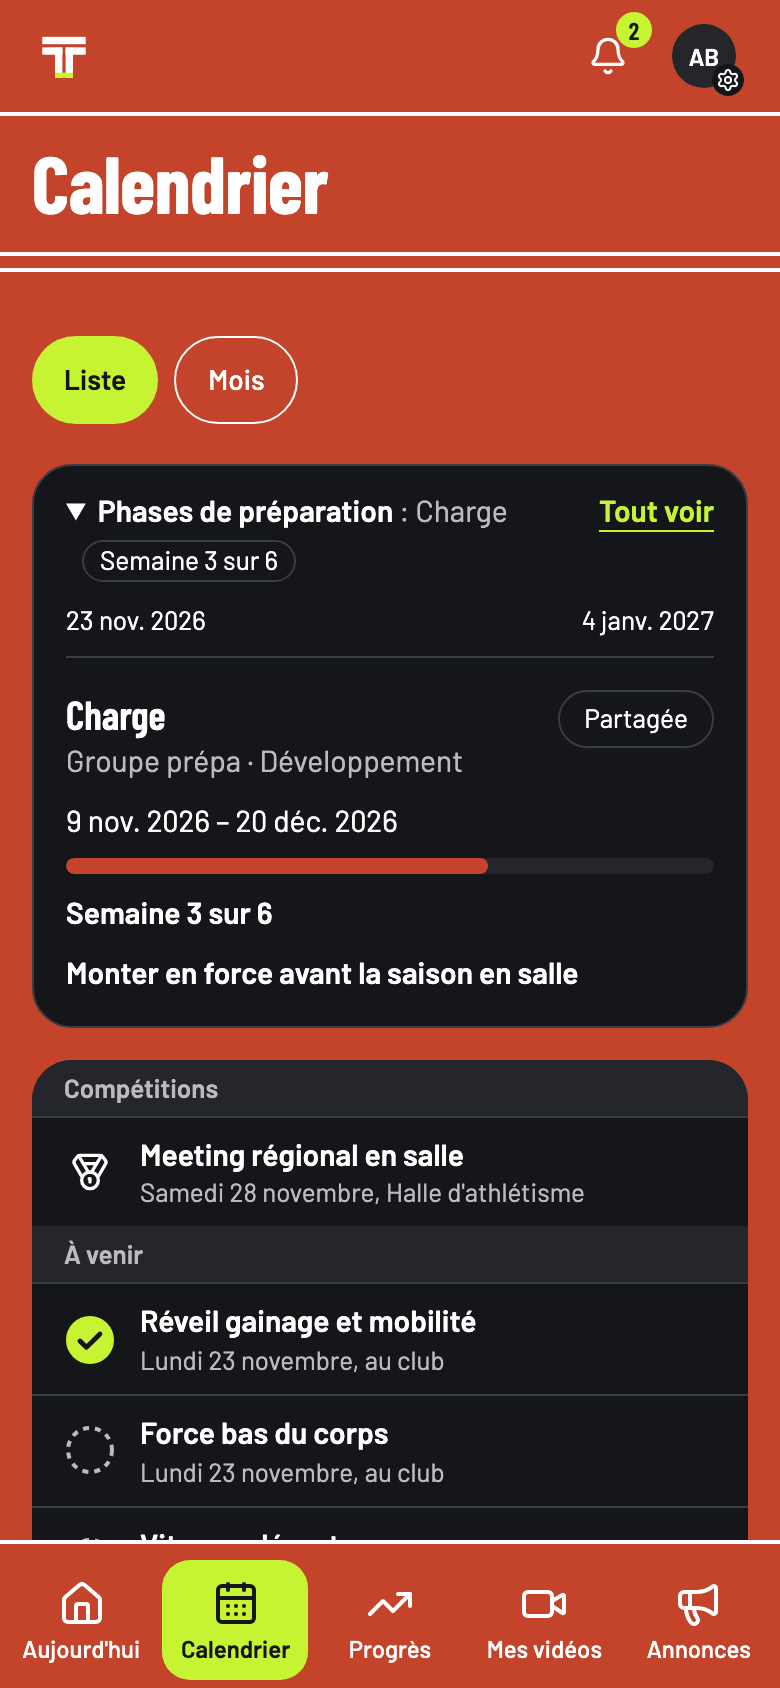 2
AB
Calendrier
Liste
Mois
Phases de préparation : Charge
Tout voir
Semaine 3 sur 6
23 nov. 2026
4 janv. 2027
Charge
Partagée
Groupe prépa · Développement
9 nov. 2026 – 20 déc. 2026
Semaine 3 sur 6
Monter en force avant la saison en salle
Compétitions
Meeting régional en salle
Samedi 28 novembre, Halle d'athlétisme
À venir
Réveil gainage et mobilité
Lundi 23 novembre, au club
Force bas du corps
Lundi 23 novembre, au club
Aujourd'hui
Calendrier
Progrès
Mes vidéos
Annonces